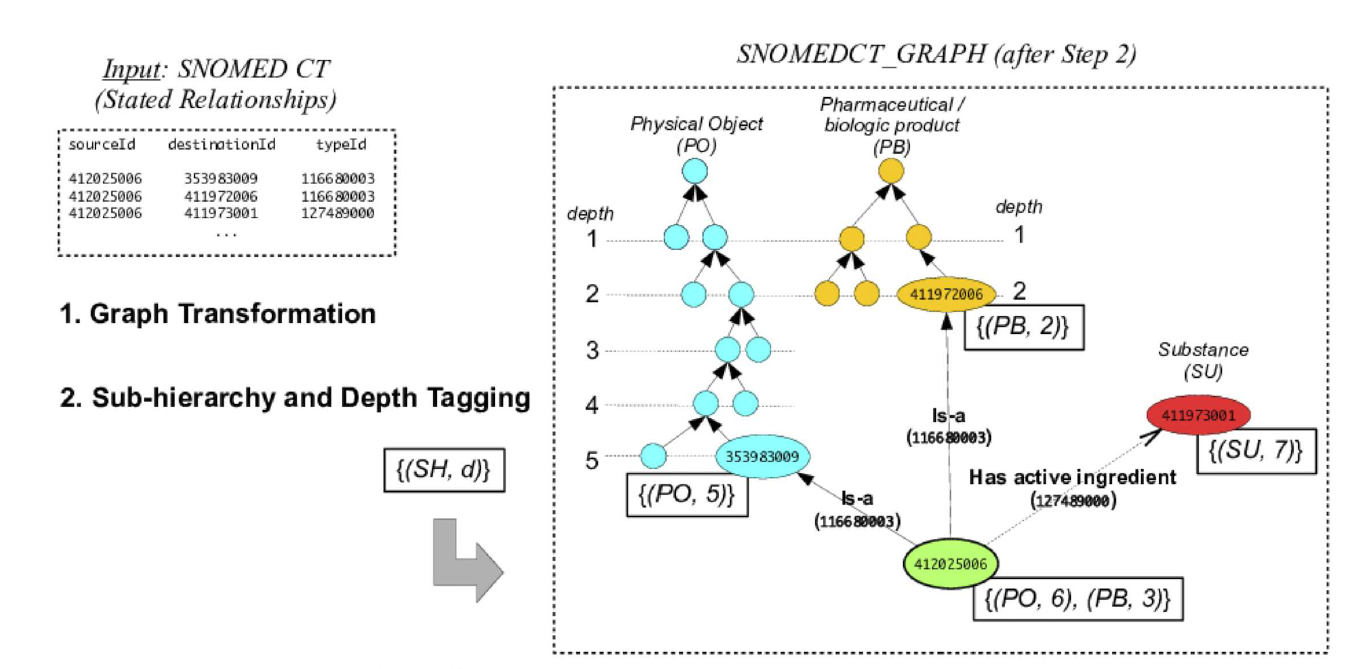 Input: SNOMED CT
(Stated Relationships)
sourceId destinationId typeId
412025006 353983009 116680003
412025006 411972006 116680003
412025006 411973001 127489000
...
1. Graph Transformation
2. Sub-hierarchy and Depth Tagging
{(SH, d)}
SNOMEDCT_GRAPH (after Step 2)
Physical Object
(PO)
Pharmaceutical /
biologic product
(PB)
depth
depth
1
1
2
2
3
4
5
411972006
{(PB, 2)}
Substance
(SU)
411973001
{(SU, 7)}
353983009
{(PO, 5)}
Is-a
(116680003)
Is-a
(116680003)
Has active ingredient
(127489000)
412025006
{(PO, 6), (PB, 3)}